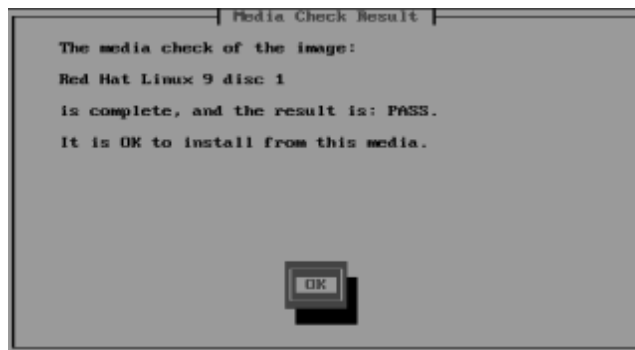 Media Check Result
The media check of the image:
Red Hat Linux 9 disc 1
is complete, and the result is: PASS.
It is OK to install from this media.
OK